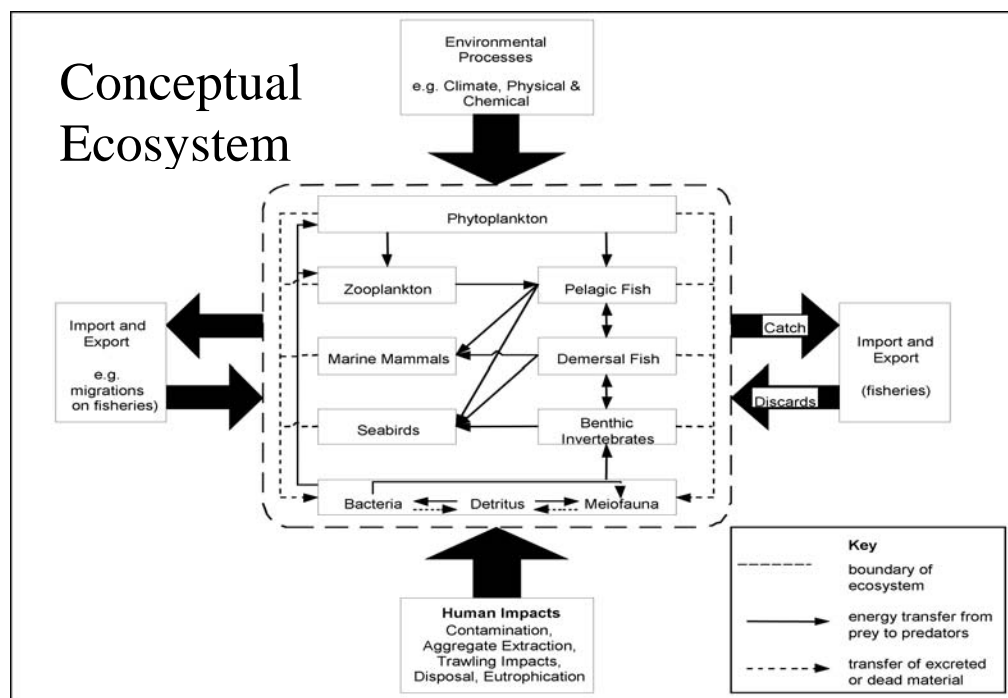 Conceptual
Ecosystem
Environmental
Processes
e.g. Climate, Physical &
Chemical
Phytoplankton
Zooplankton
Pelagic Fish
Import and
Export
e.g.
migrations
on fisheries)
Marine Mammals
Demersal Fish
Catch
Discards
Import and
Export
(fisheries)
Seabirds
Benthic
Invertebrates
Bacteria
Detritus
Meiofauna
Human Impacts
Contamination,
Aggregate Extraction,
Trawling Impacts,
Disposal, Eutrophication
Key
boundary of
ecosystem
energy transfer from
prey to predators
transfer of excreted
or dead material